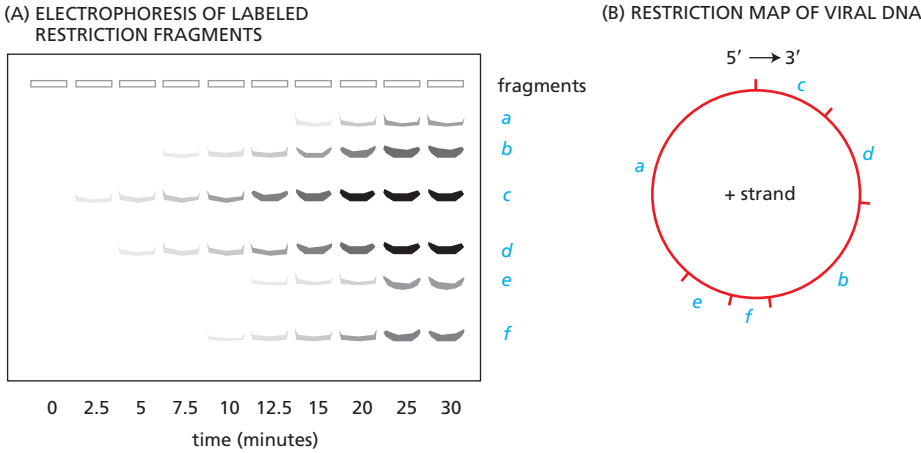 (A) ELECTROPHORESIS OF LABELED
RESTRICTION FRAGMENTS
fragments
a
b
c
d
e
f
0 2.5 5 7.5 10 12.5 15 20 25 30
time (minutes)
(B) RESTRICTION MAP OF VIRAL DNA
5′ → 3′
c
d
a
+ strand
b
e
f